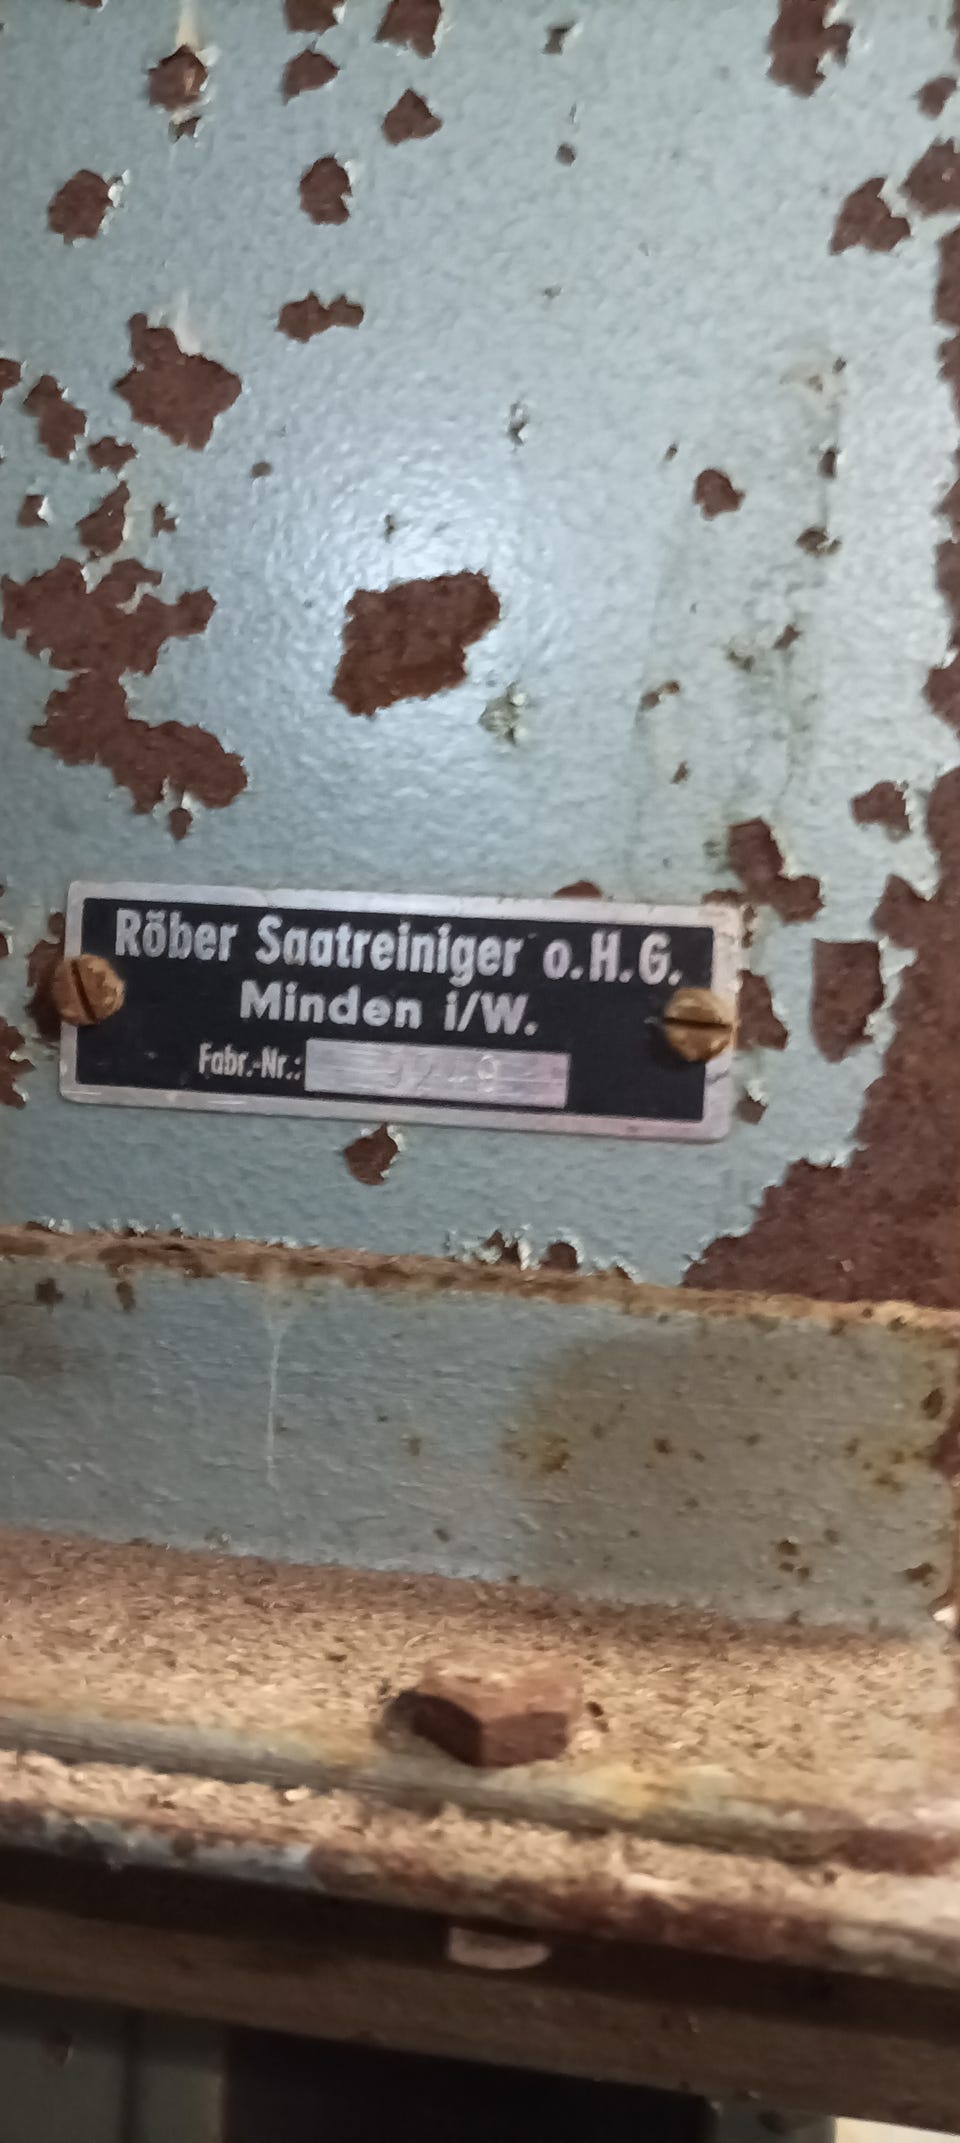 Röber Saatreiniger o.H.G.
Minden i/W.
Fabr.-Nr.: